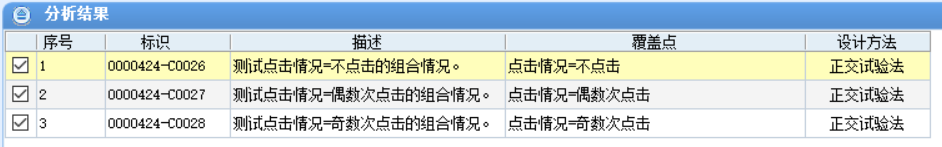 分析结果
序号 标识 描述 覆盖点 设计方法
1 0000424-C0026 测试点击情况=不点击的组合情况。 点击情况=不点击 正交试验法
2 0000424-C0027 测试点击情况=偶数次点击的组合情况。 点击情况=偶数次点击 正交试验法
3 0000424-C0028 测试点击情况=奇数次点击的组合情况。 点击情况=奇数次点击 正交试验法